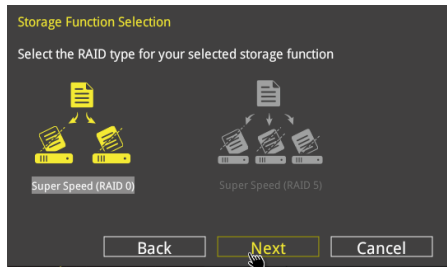 Storage Function Selection
Select the RAID type for your selected storage function
Super Speed (RAID 0)
Super Speed (RAID 5)
Back
Next
Cancel